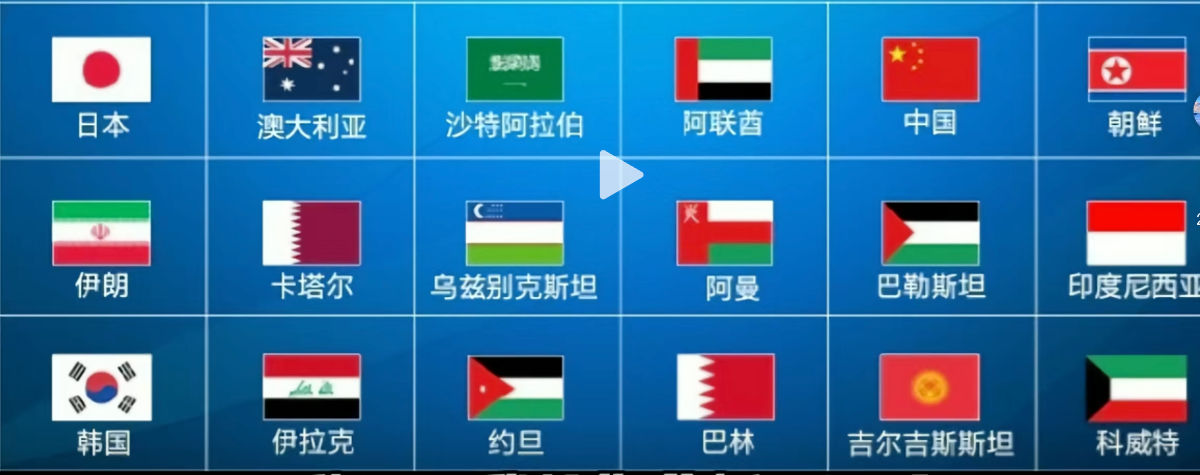 日本
澳大利亚
沙特阿拉伯
阿联酋
中国
朝鲜
伊朗
卡塔尔
乌兹别克斯坦
阿曼
巴勒斯坦
印度尼西亚
韩国
伊拉克
约旦
巴林
吉尔吉斯斯坦
科威特